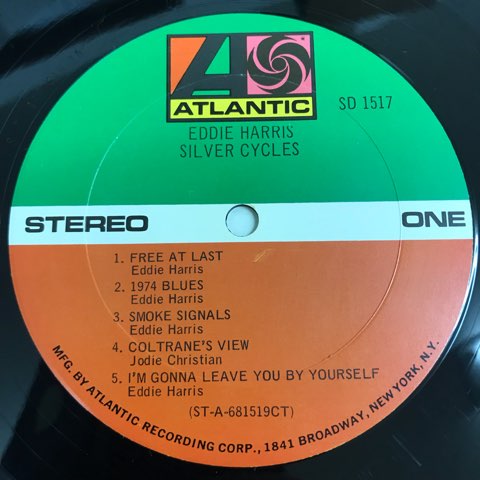 ATLANTIC
SD 1517
EDDIE HARRIS
SILVER CYCLES
STEREO
ONE
1. FREE AT LAST
Eddie Harris
2. 1974 BLUES
Eddie Harris
3. SMOKE SIGNALS
Eddie Harris
4. COLTRANE'S VIEW
Jodie Christian
5. I'M GONNA LEAVE YOU BY YOURSELF
Eddie Harris
(ST-A-681519CT)
MFG. BY ATLANTIC RECORDING CORP., 1841 BROADWAY, NEW YORK, N.Y.